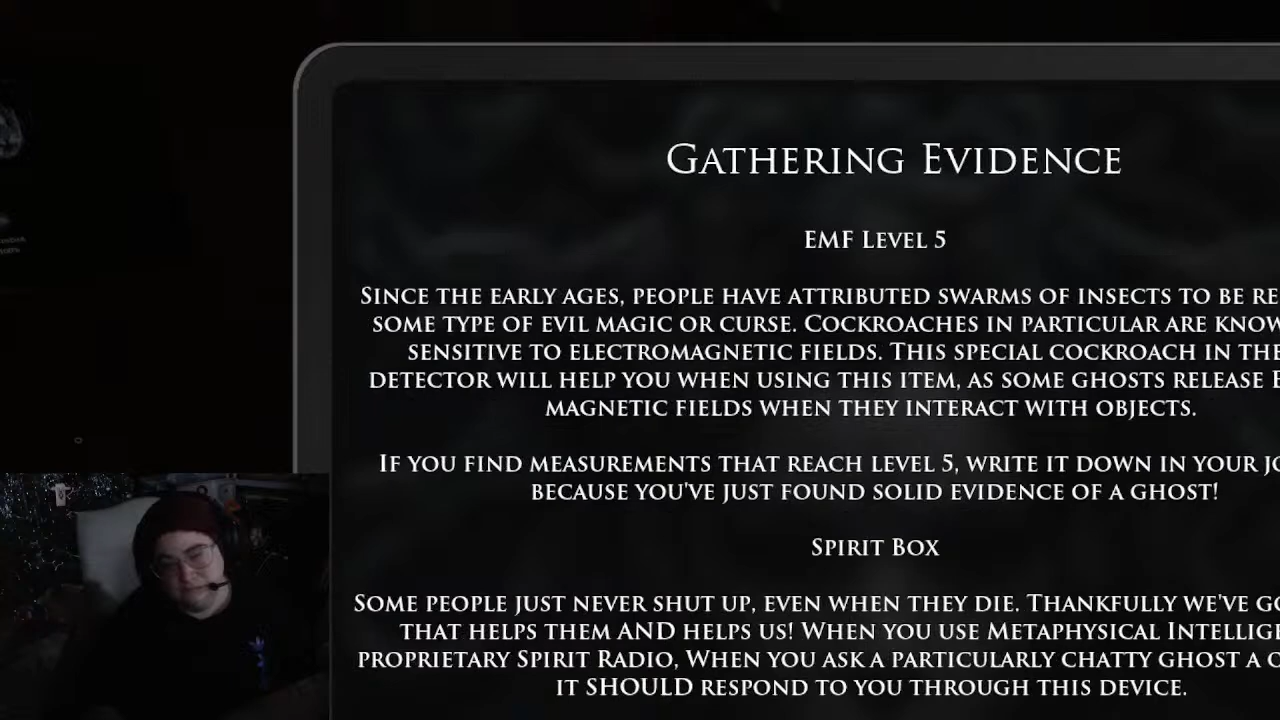 Gathering Evidence
EMF Level 5
Since the early ages, people have attributed swarms of insects to be
some type of evil magic or curse. Cockroaches in particular are
sensitive to electromagnetic fields. This special cockroach in the
detector will help you when using this item, as some ghosts release
magnetic fields when they interact with objects.
If you find measurements that reach level 5, write it down in your
because you've just found solid evidence of a ghost!
Spirit Box
Some people just never shut up, even when they die. Thankfully we've
that helps them AND helps us! When you use Metaphysical
proprietary Spirit Radio, When you ask a particularly chatty ghost a
it SHOULD respond to you through this device.